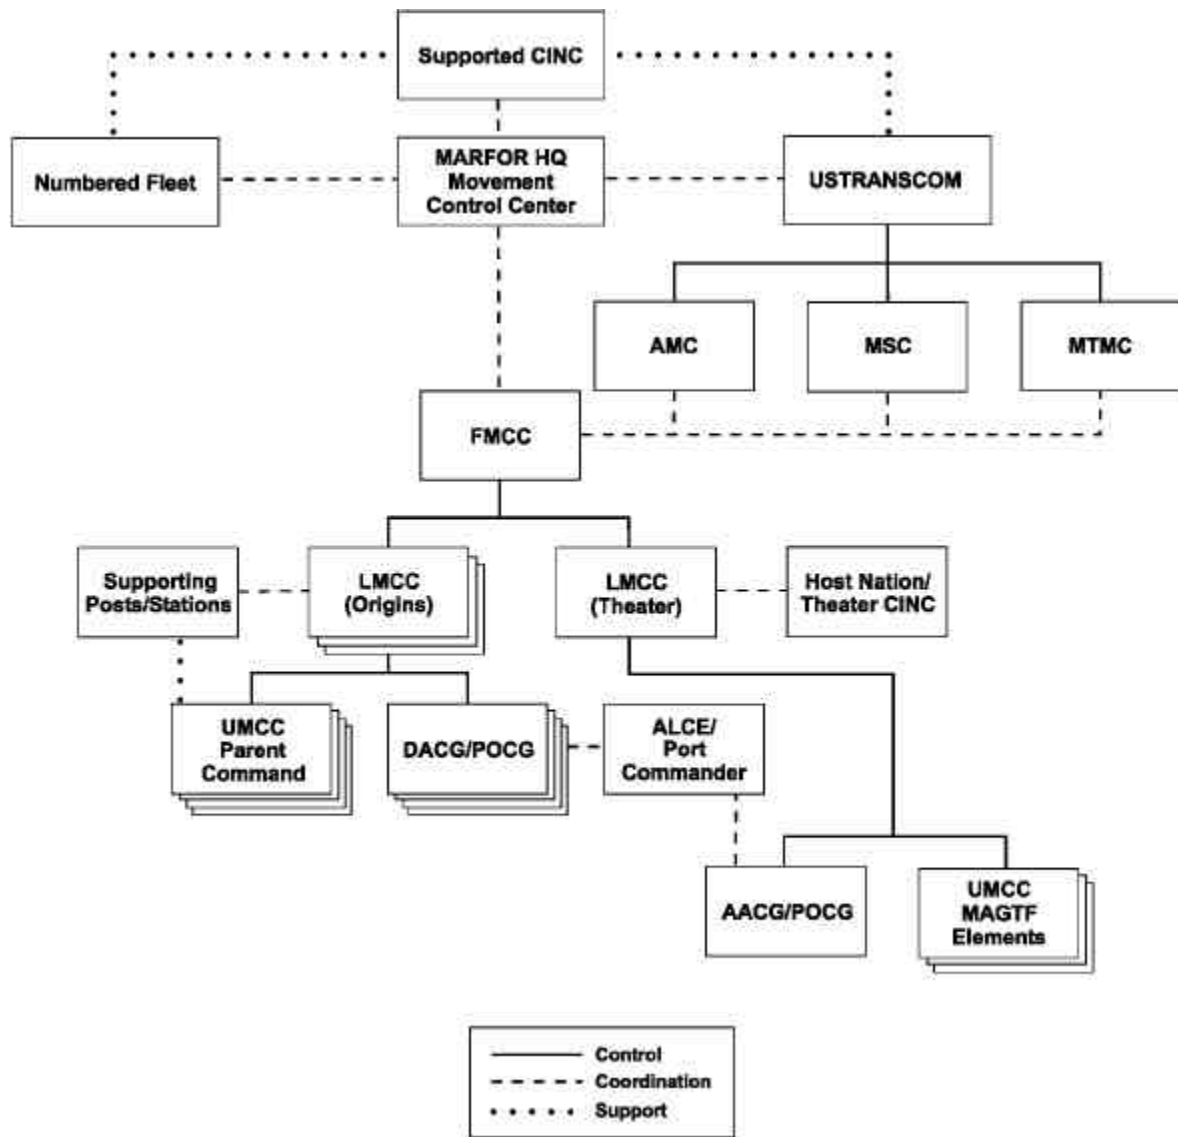 Supported CINC
Numbered Fleet
MARFOR HQ
Movement
Control Center
USTRANSCOM
AMC
MSC
MTMC
FMCC
Supporting
Posts/Stations
LMCC
(Origins)
LMCC
(Theater)
Host Nation/
Theater CINC
UMCC
Parent
Command
DACG/POCG
ALCE/
Port
Commander
AACG/POCG
UMCC
MAGTF
Elements
Control
Coordination
Support